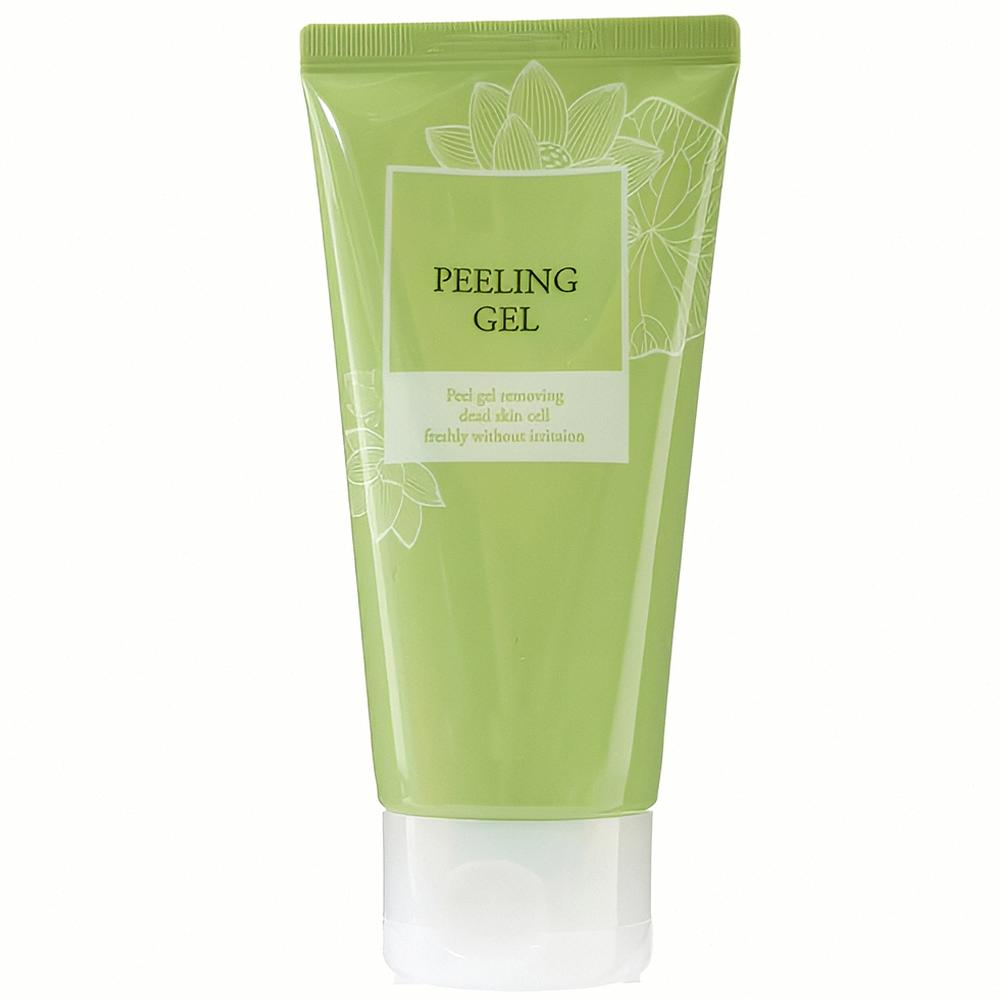 PEELING
GEL
Peel gel removing
dead skin cell
freshly without irritaion